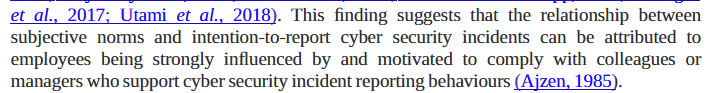 et al., 2017; Utami et al., 2018). This finding suggests that the relationship between
subjective norms and intention-to-report cyber security incidents can be attributed to
employees being strongly influenced by and motivated to comply with colleagues or
managers who support cyber security incident reporting behaviours (Ajzen, 1985).